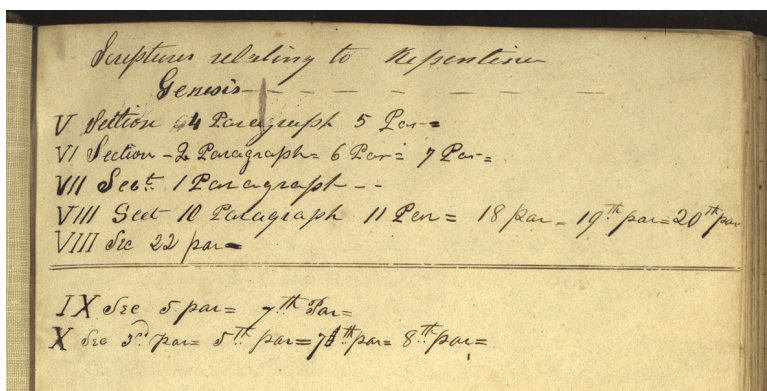 Scriptures relating to Repentince
Genesis — — — — — —
V Section 4 Paragraph 5 Par=
VI Section - 2 Paragraph= 6 Par= 7 Par=
VII Sect. 1 Paragraph - -
VIII Sect 10 Paragraph 11 Par = 18 par = 19th par = 20th par
VIII Sec 22 par=
IX Sec 5 par= 7th Par=
X Sec 3rd par= 5th par= 7th par= 8th par=